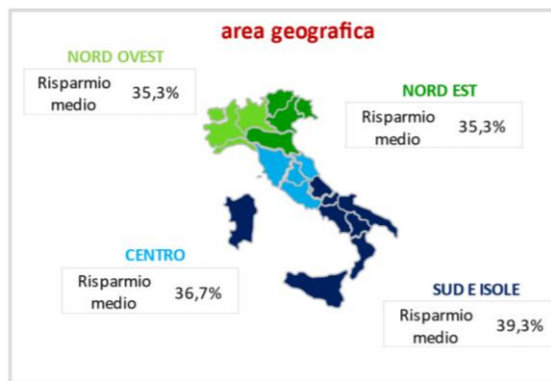 area geografica
NORD OVEST
Risparmio
medio
35,3%
NORD EST
Risparmio
medio
35,3%
CENTRO
Risparmio
medio
36,7%
SUD E ISOLE
Risparmio
medio
39,3%